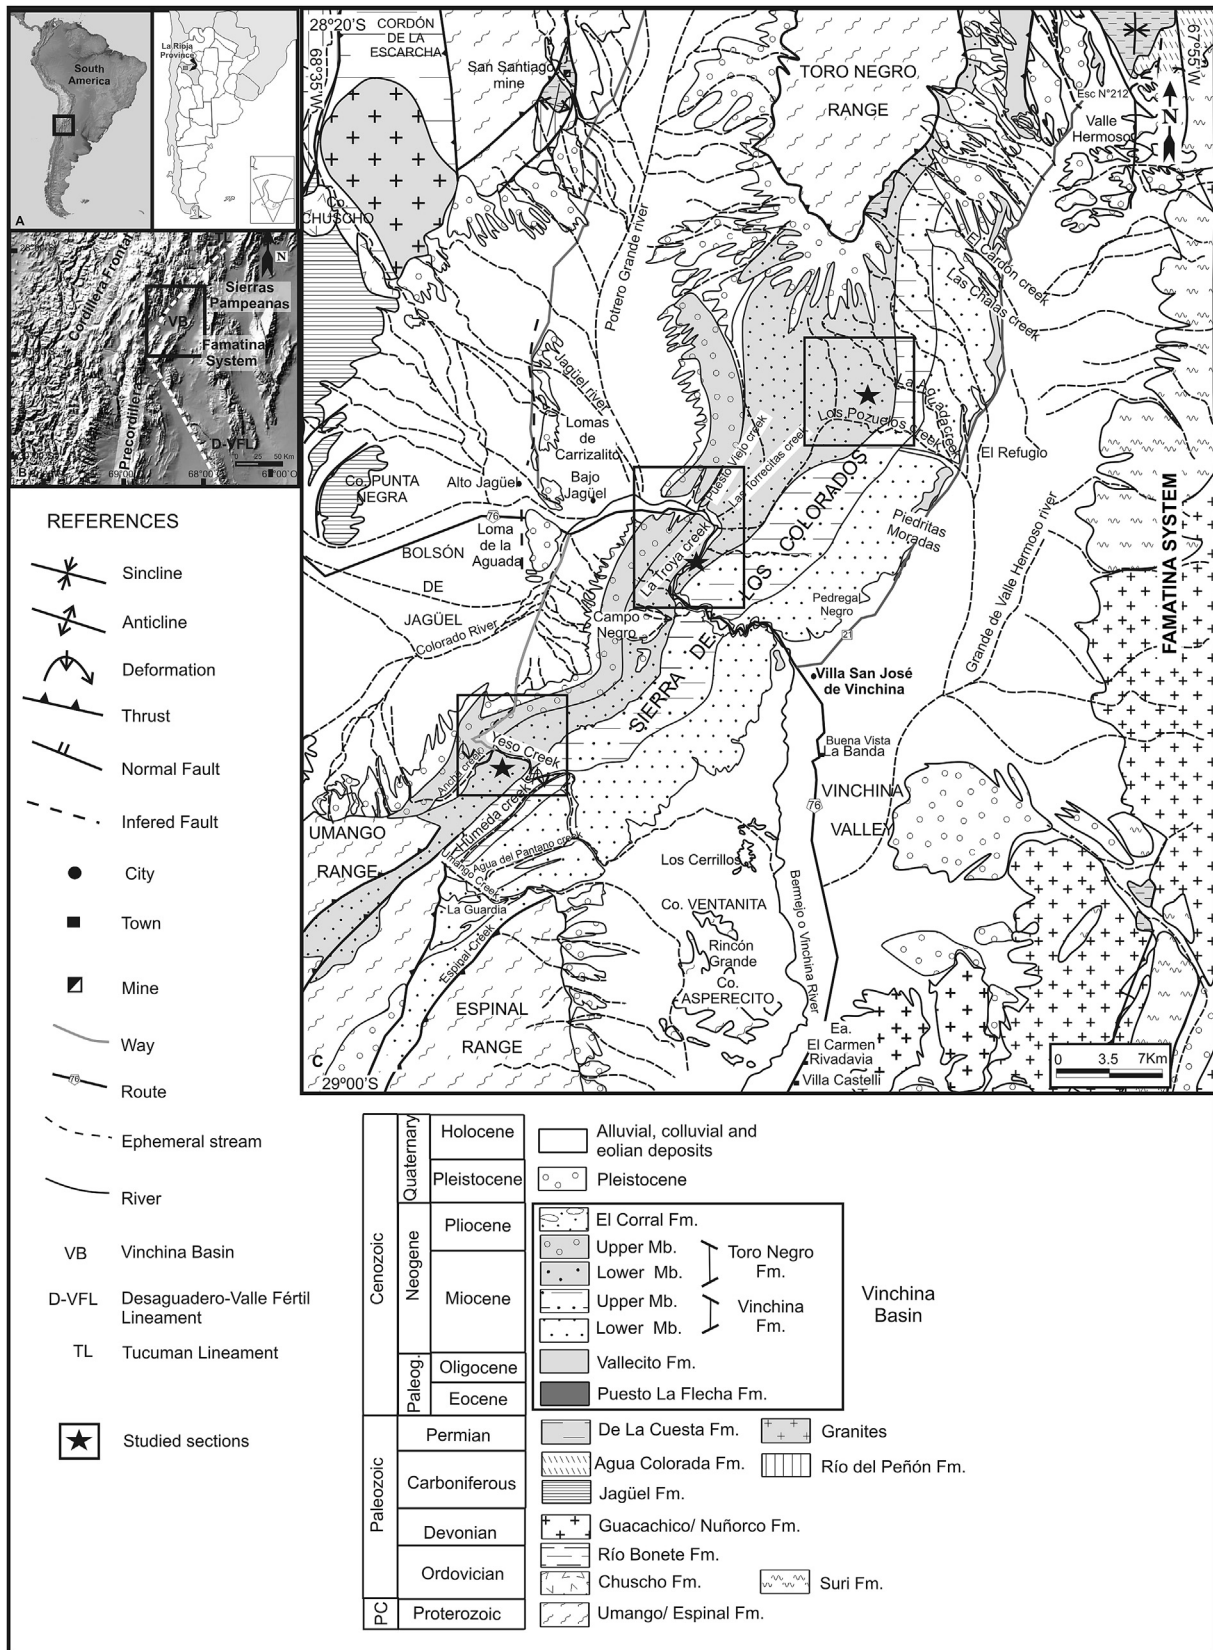 South
America
A
La Rioja
Province
Cordillera Frontal
Precordillera
Sierras
Pampeanas
VB
Famatina
System
D-VFL
TL
N
0 25 50 Km
69°00'
68°00'
B
28°20'S
68°35'W
67°55'W
CORDÓN
DE LA
ESCARCHA
San Santiago
mine
TORO NEGRO
RANGE
Esc N°212
Valle
Hermoso
N
Co.
CHUSCHO
Potrero Grande river
El Cardón creek
Las Chacras creek
Jagüel river
Lomas
de
Carrizalito
La Aguada creek
Los Pozuelos creek
El Refugio
Puesto Viejo creek
Las Torrecitas creek
Co. PUNTA
NEGRA
Alto Jagüel
Bajo
Jagüel
76
BOLSÓN
DE
JAGÜEL
Loma
de la
Aguada
La Troya creek
SIERRA DE LOS COLORADOS
Piedritas
Moradas
Pedregal
Negro
21
Grande de Valle Hermoso river
FAMATINA SYSTEM
Colorado River
Campo
Negro
Villa San José
de Vinchina
Yeso Creek
Ancha creek
Buena Vista
La Banda
76
VINCHINA
VALLEY
UMANGO
RANGE
Humeda creek
Agua del Pantano creek
Umango Creek
La Guardia
Espinal Creek
Los Cerrillos
Co. VENTANITA
Rincón
Grande
Co.
ASPERECITO
Bermejo o Vinchina River
ESPINAL
RANGE
Ea.
El Carmen
Rivadavia
Villa Castelli
C
29º00'S
0 3.5 7Km
REFERENCES
Sincline
Anticline
Deformation
Thrust
Normal Fault
Infered Fault
City
Town
Mine
Way
76
Route
Ephemeral stream
River
VB Vinchina Basin
D-VFL Desaguadero-Valle Fértil
Lineament
TL Tucuman Lineament
Studied sections
Cenozoic
Quaternary
Holocene
Alluvial, colluvial and
eolian deposits
Pleistocene
Pleistocene
Neogene
Pliocene
El Corral Fm.
Upper Mb.
Lower Mb.
Toro Negro
Fm.
Miocene
Upper Mb.
Lower Mb.
Vinchina
Fm.
Vinchina
Basin
Paleog.
Oligocene
Vallecito Fm.
Eocene
Puesto La Flecha Fm.
Paleozoic
Permian
De La Cuesta Fm.
Granites
Carboniferous
Agua Colorada Fm.
Río del Peñón Fm.
Jagüel Fm.
Devonian
Guacachico/ Nuñorco Fm.
Ordovician
Río Bonete Fm.
Chuscho Fm.
Suri Fm.
PC
Proterozoic
Umango/ Espinal Fm.